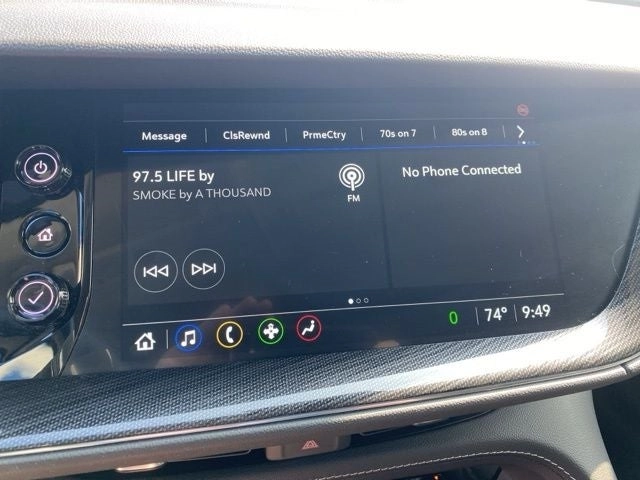 Message ClsRewnd PrmeCtry 70s on 7 80s on 8
97.5 LIFE by
SMOKE by A THOUSAND
FM
No Phone Connected
0 74° 9:49